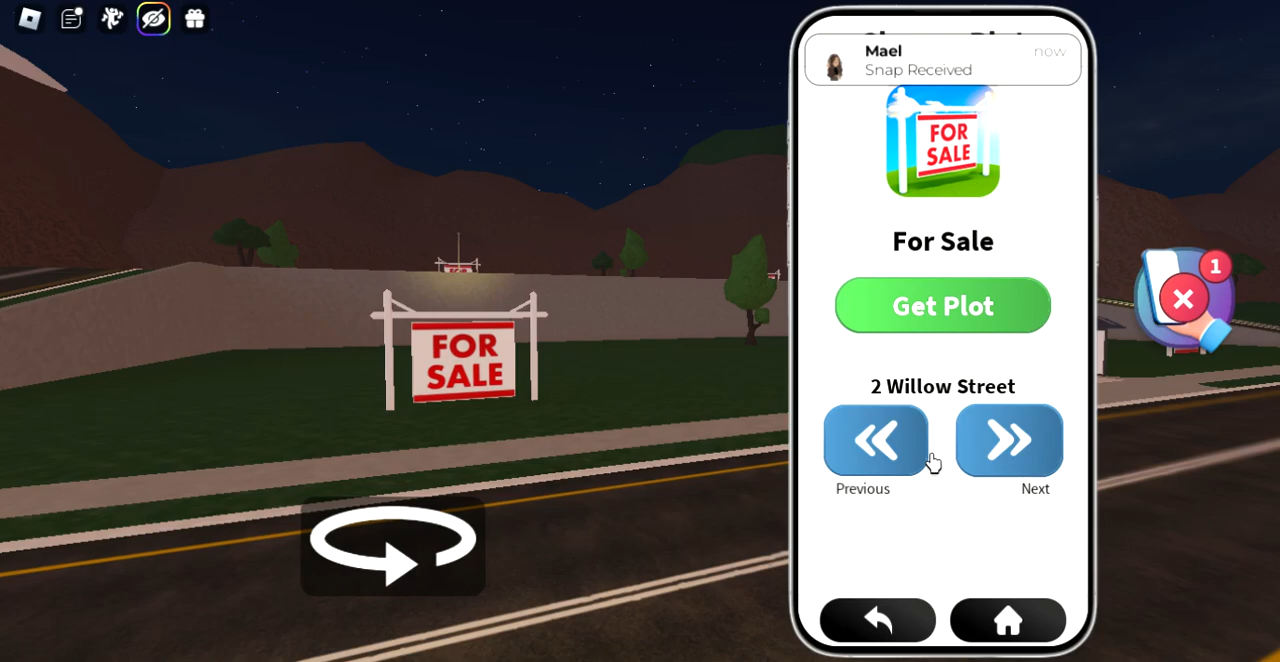 Mael
now
Snap Received
FOR
SALE
For Sale
Get Plot
2 Willow Street
Previous
Next
FOR
SALE
1